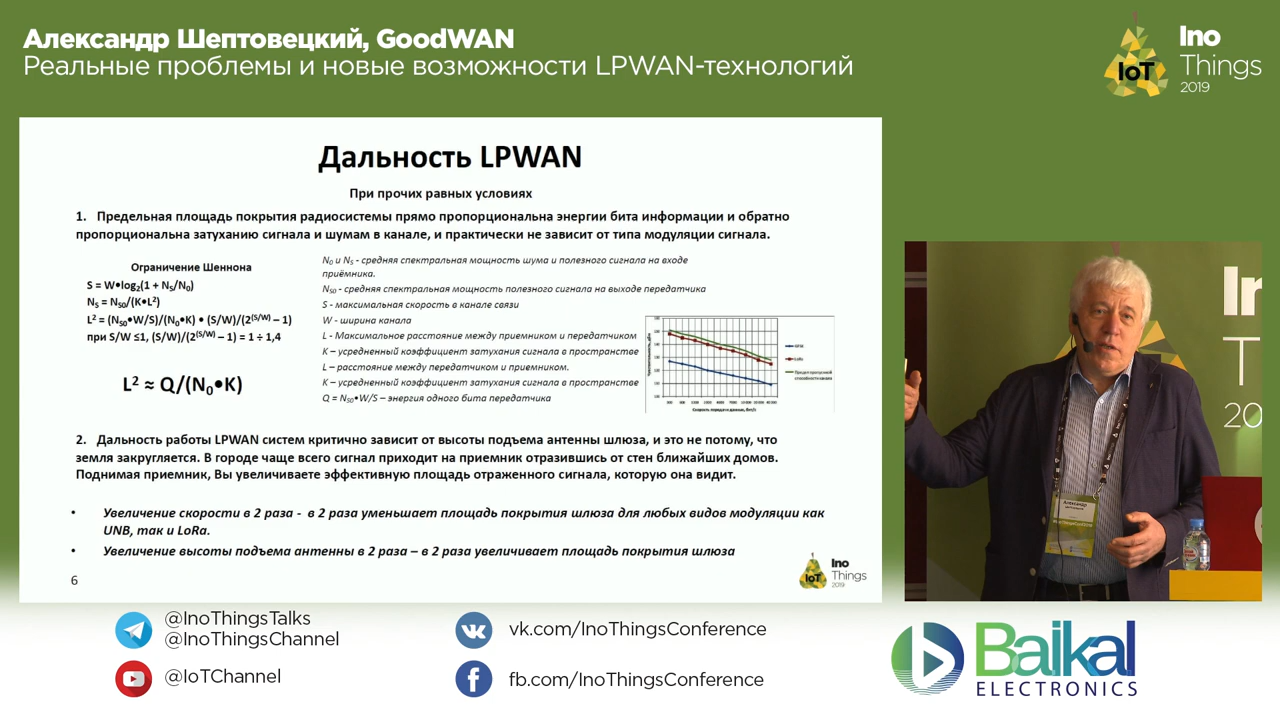 Александр Шептовецкий, GoodWAN
Реальные проблемы и новые возможности LPWAN-технологий
IoT
Ino
Things
2019
Дальность LPWAN
При прочих равных условиях
1. Предельная площадь покрытия радиосистемы прямо пропорциональна энергии бита информации и обратно
пропорциональна затуханию сигнала и шумам в канале, и практически не зависит от типа модуляции сигнала.
Ограничение Шеннона
S = W•log₂(1 + Nₛ/N₀)
Nₛ = Nₛ₀/(K•L²)
L² = (Nₛ₀•W/S)/(N₀•K) • (S/W)/(2^(S/W) – 1)
при S/W ≤1, (S/W)/(2^(S/W) – 1) = 1 ÷ 1,4
L² ≈ Q/(N₀•K)
N₀ и Nₛ - средняя спектральная мощность шума и полезного сигнала на входе
приёмника.
Nₛ₀ - средняя спектральная мощность полезного сигнала на выходе передатчика
S - максимальная скорость в канале связи
W - ширина канала
L - Максимальное расстояние между приемником и передатчиком
K – усредненный коэффициент затухания сигнала в пространстве
L – расстояние между передатчиком и приемником.
K – усредненный коэффициент затухания сигнала в пространстве
Q = Nₛ₀•W/S – энергия одного бита передатчика
LoRa
Скорость передачи данных, бит/с
2. Дальность работы LPWAN систем критично зависит от высоты подъема антенны шлюза, и это не потому, что
земля закругляется. В городе чаще всего сигнал приходит на приемник отразившись от стен ближайших домов.
Поднимая приемник, Вы увеличиваете эффективную площадь отраженного сигнала, которую она видит.
• Увеличение скорости в 2 раза - в 2 раза уменьшает площадь покрытия шлюза для любых видов модуляции как
UNB, так и LoRa.
• Увеличение высоты подъема антенны в 2 раза – в 2 раза увеличивает площадь покрытия шлюза
6
IoT
Ino
Things
2019
@InoThingsTalks
@InoThingsChannel
@IoTChannel
vk.com/InoThingsConference
fb.com/InoThingsConference
Baikal
ELECTRONICS